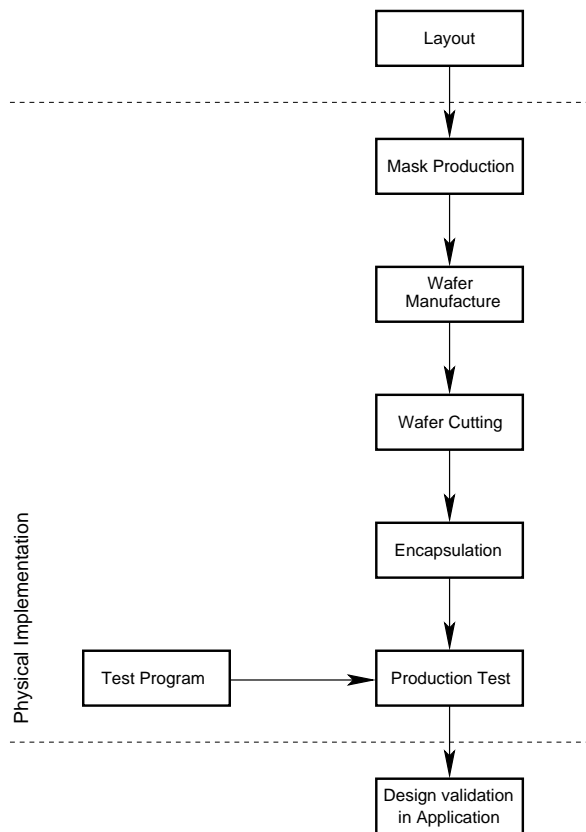 Layout
Mask Production
Wafer
Manufacture
Wafer Cutting
Encapsulation
Physical Implementation
Test Program
Production Test
Design validation
in Application